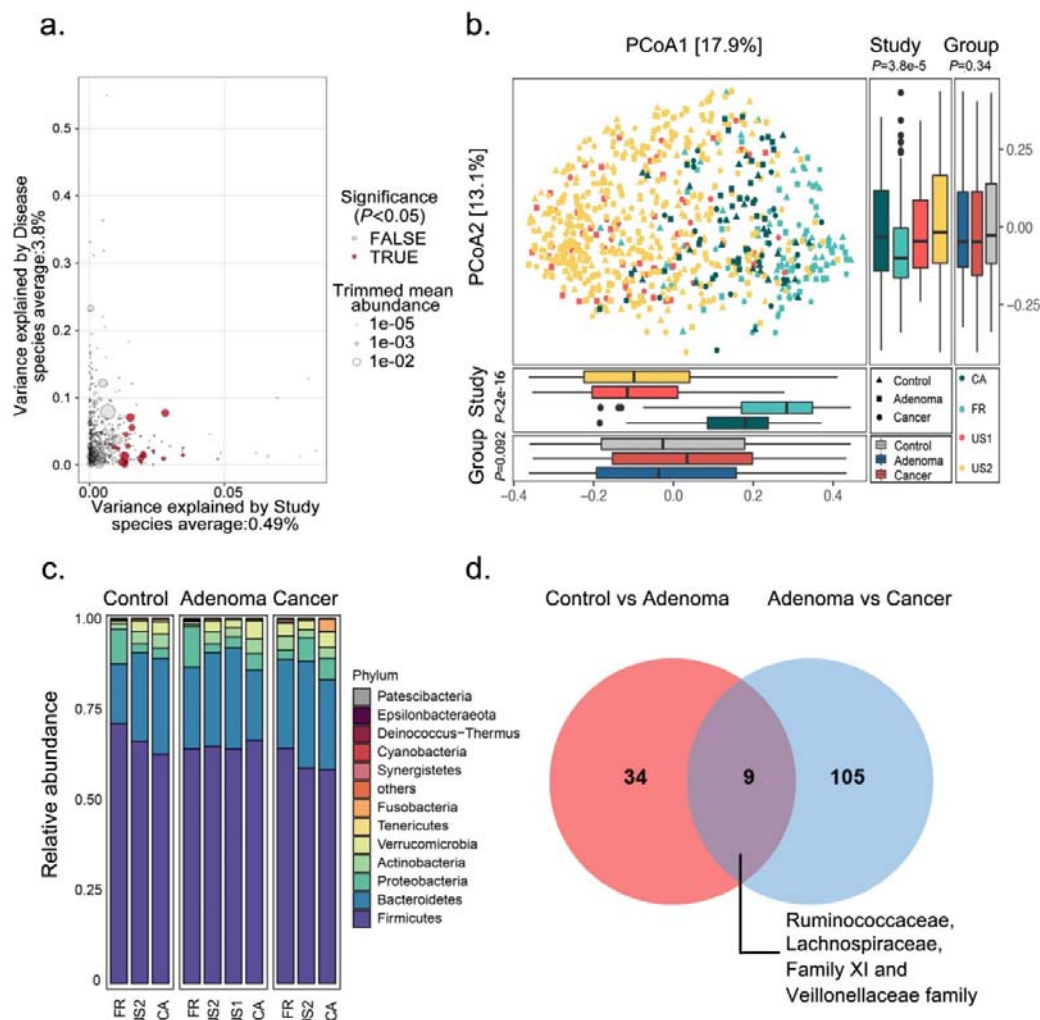 a.
Variance explained by Disease
species average:3.8%
0.5
0.4
0.3
0.2
0.1
0.0
0.00
0.05
Variance explained by Study
species average:0.49%
Significance
(P<0.05)
FALSE
TRUE
Trimmed mean
abundance
1e-05
1e-03
1e-02
b.
PCoA1 [17.9%]
PCoA2 [13.1%]
Study
P=3.8e-5
Group
P=0.34
0.25
0.00
-0.25
Study
P<2e-16
Group
P=0.092
-0.4
-0.2
0.0
0.2
0.4
Control
Adenoma
Cancer
Control
Adenoma
Cancer
CA
FR
US1
US2
c.
Control
Adenoma
Cancer
Relative abundance
1.00
0.75
0.50
0.25
0
FR
US2
CA
FR
US2
US1
CA
FR
US2
CA
Phylum
Patescibacteria
Epsilonbacteraeota
Deinococcus-Thermus
Cyanobacteria
Synergistetes
others
Fusobacteria
Tenericutes
Verrucomicrobia
Actinobacteria
Proteobacteria
Bacteroidetes
Firmicutes
d.
Control vs Adenoma
Adenoma vs Cancer
34
9
105
Ruminococcaceae,
Lachnospiraceae,
Family XI and
Veillonellaceae family